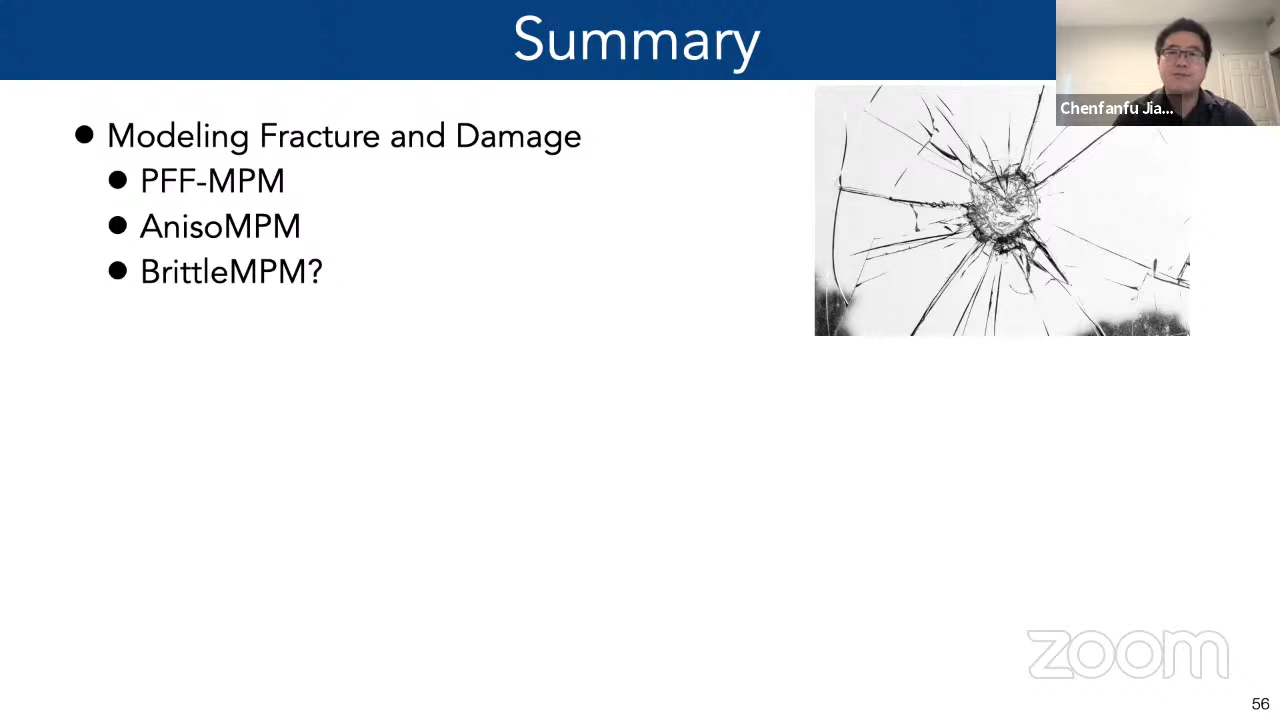 Summary
Chenfanfu Jia...
● Modeling Fracture and Damage
● PFF-MPM
● AnisoMPM
● BrittleMPM?
zoom
56